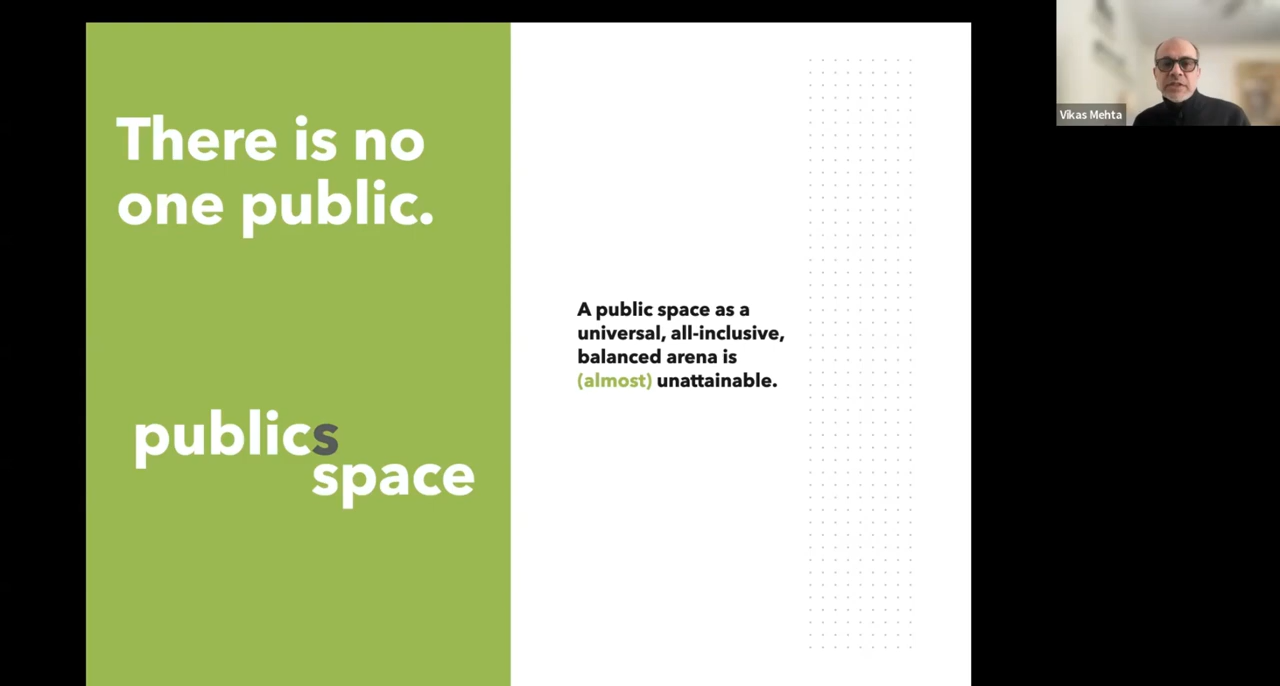 There is no
one public.
publics
space
A public space as a
universal, all-inclusive,
balanced arena is
(almost) unattainable.
Vikas Mehta